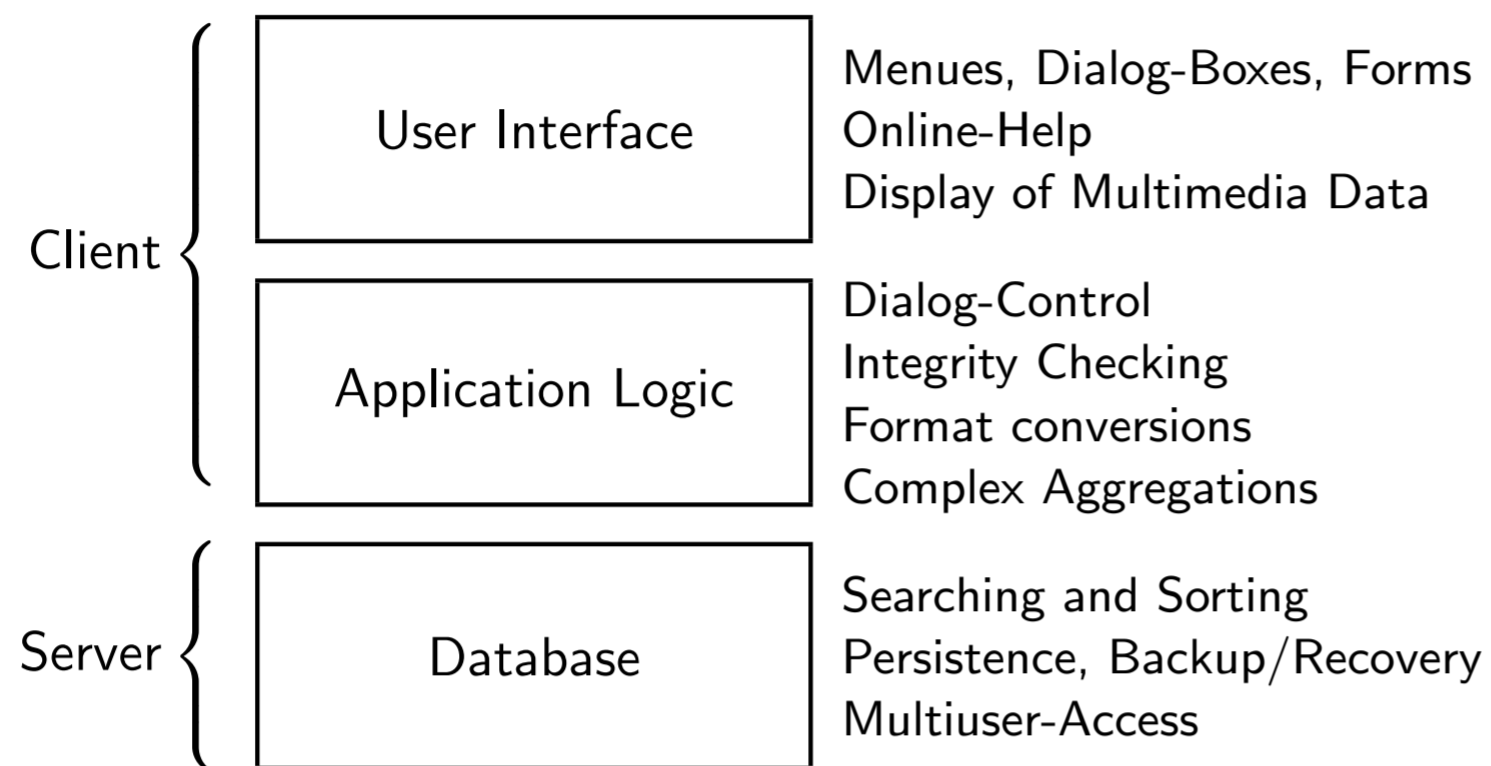 Client
User Interface
Menues, Dialog-Boxes, Forms
Online-Help
Display of Multimedia Data
Application Logic
Dialog-Control
Integrity Checking
Format conversions
Complex Aggregations
Server
Database
Searching and Sorting
Persistence, Backup/Recovery
Multiuser-Access